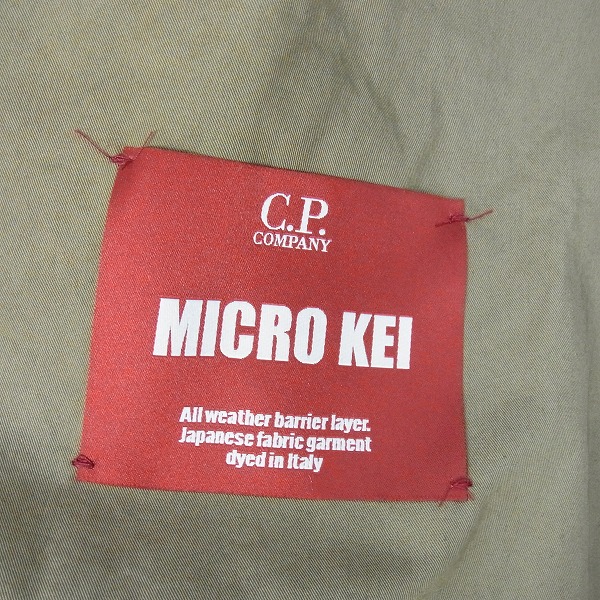 C.P.
COMPANY
MICRO KEI
All weather barrier layer.
Japanese fabric garment
dyed in Italy